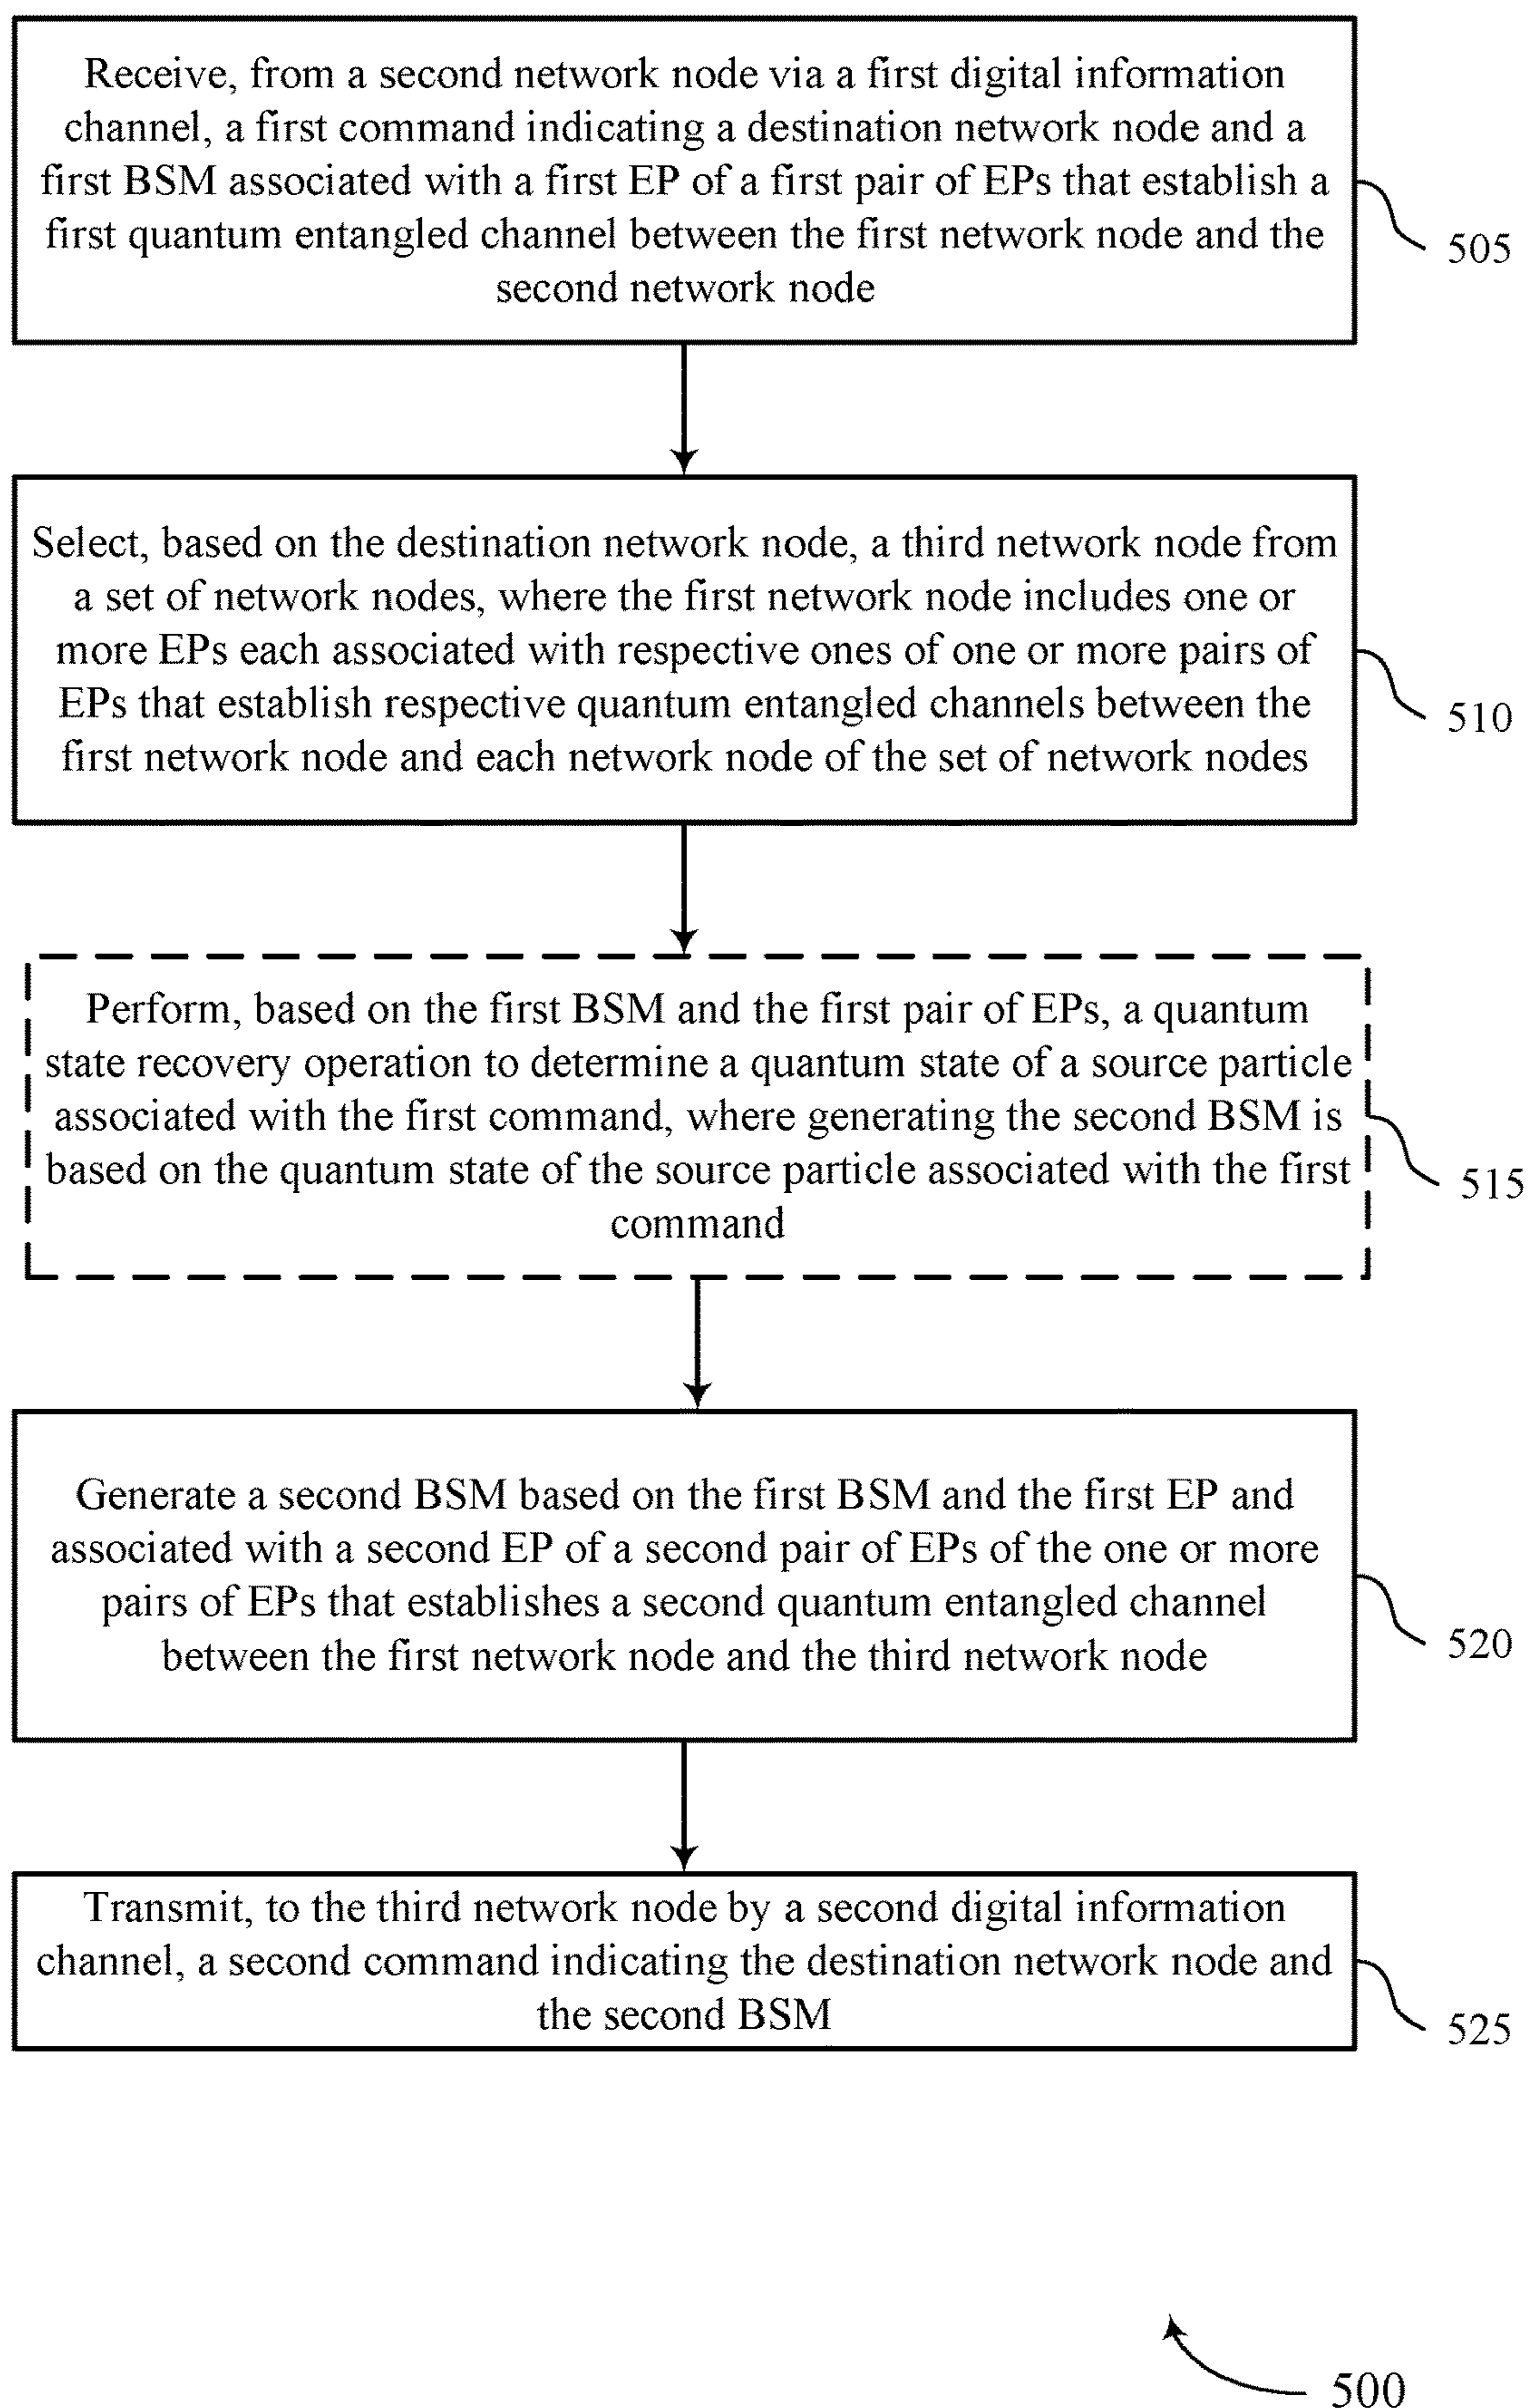 Receive, from a second network node via a first digital information
channel, a first command indicating a destination network node and a
first BSM associated with a first EP of a first pair of EPs that establish a
first quantum entangled channel between the first network node and the
second network node
505
Select, based on the destination network node, a third network node from
a set of network nodes, where the first network node includes one or
more EPs each associated with respective ones of one or more pairs of
EPs that establish respective quantum entangled channels between the
first network node and each network node of the set of network nodes
510
Perform, based on the first BSM and the first pair of EPs, a quantum
state recovery operation to determine a quantum state of a source particle
associated with the first command, where generating the second BSM is
based on the quantum state of the source particle associated with the first
command
515
Generate a second BSM based on the first BSM and the first EP and
associated with a second EP of a second pair of EPs of the one or more
pairs of EPs that establishes a second quantum entangled channel
between the first network node and the third network node
520
Transmit, to the third network node by a second digital information
channel, a second command indicating the destination network node and
the second BSM
525
500